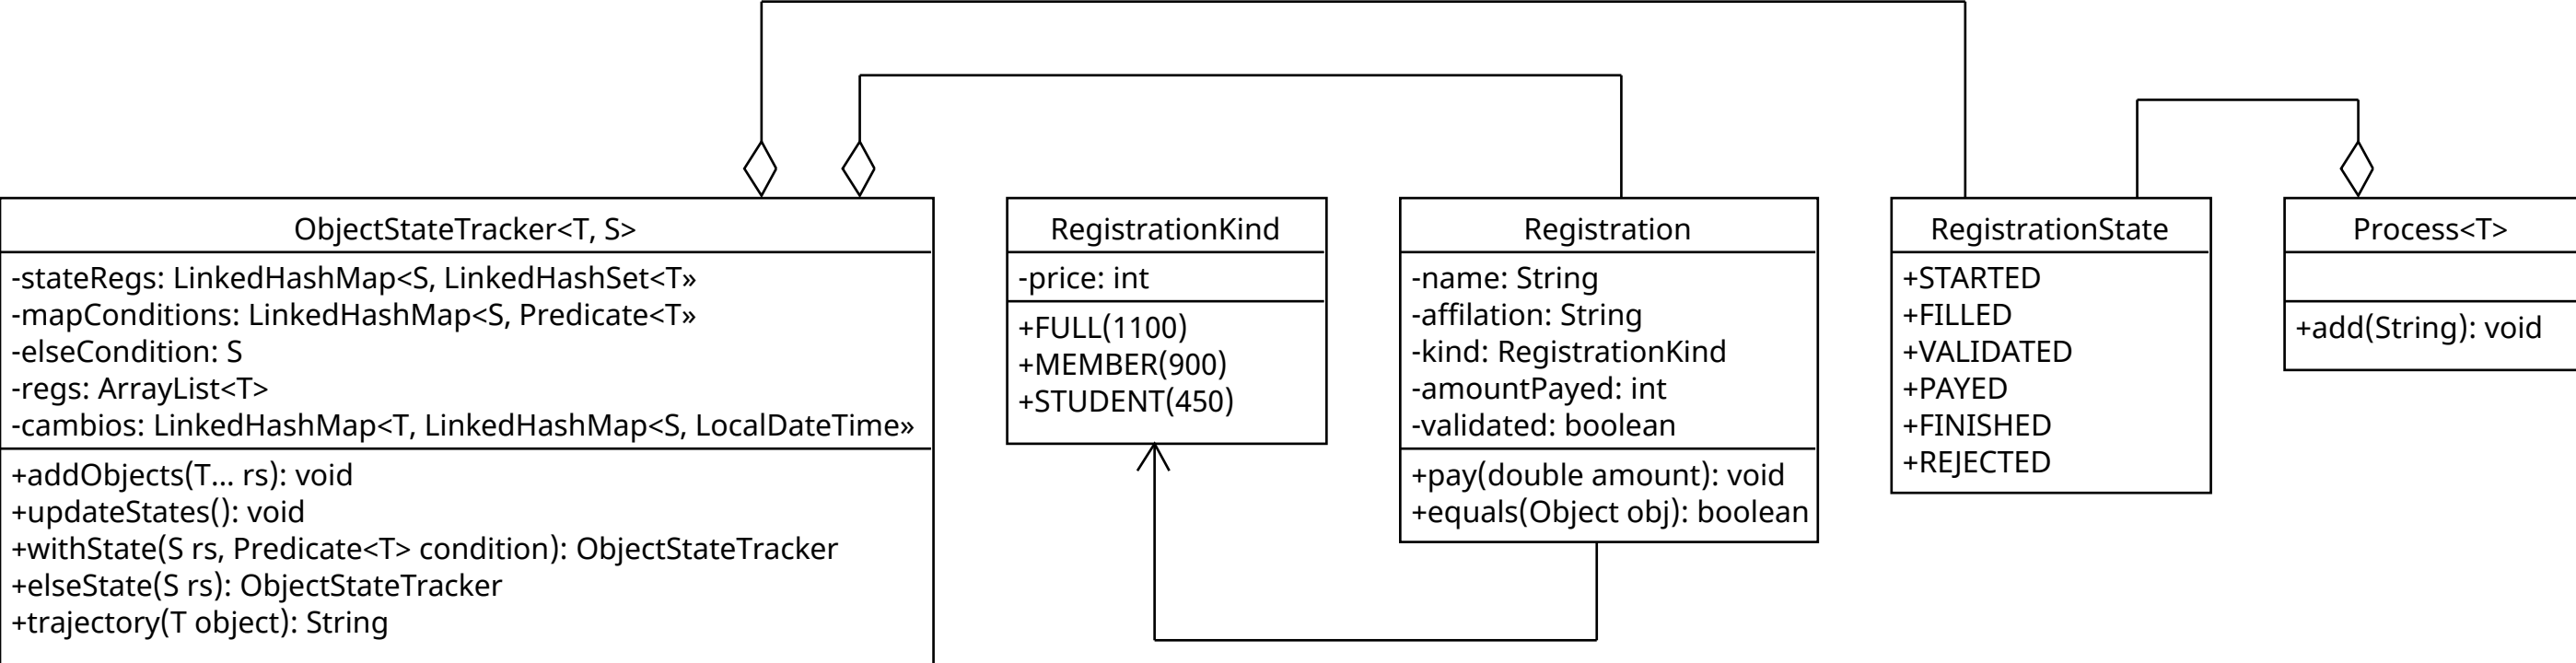 ObjectStateTracker<T, S>
-stateRegs: LinkedHashMap<S, LinkedHashSet<T»
-mapConditions: LinkedHashMap<S, Predicate<T»
-elseCondition: S
-regs: ArrayList<T>
-cambios: LinkedHashMap<T, LinkedHashMap<S, LocalDateTime»
+addObjects(T... rs): void
+updateStates(): void
+withState(S rs, Predicate<T> condition): ObjectStateTracker
+elseState(S rs): ObjectStateTracker
+trajectory(T object): String
RegistrationKind
-price: int
+FULL(1100)
+MEMBER(900)
+STUDENT(450)
Registration
-name: String
-affilation: String
-kind: RegistrationKind
-amountPayed: int
-validated: boolean
+pay(double amount): void
+equals(Object obj): boolean
RegistrationState
+STARTED
+FILLED
+VALIDATED
+PAYED
+FINISHED
+REJECTED
Process<T>
+add(String): void